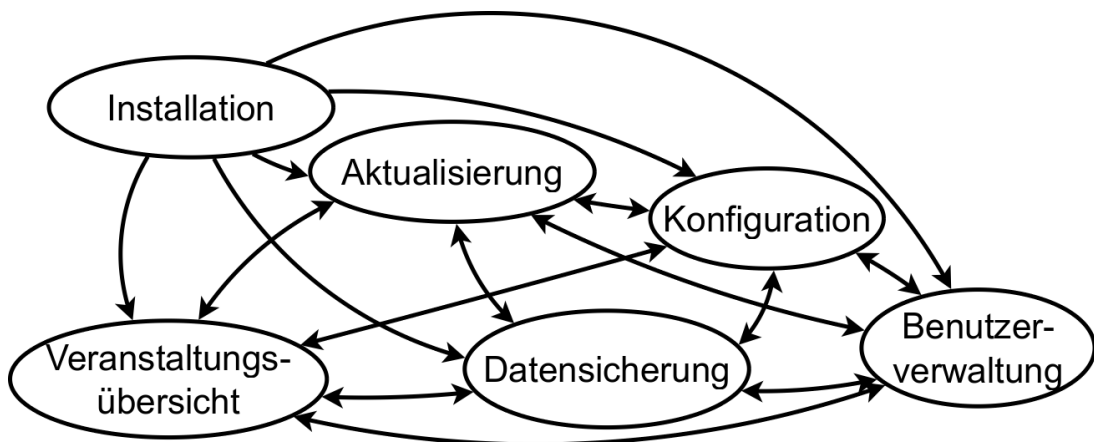 Installation
Aktualisierung
Konfiguration
Veranstaltungs-
übersicht
Datensicherung
Benutzer-
verwaltung